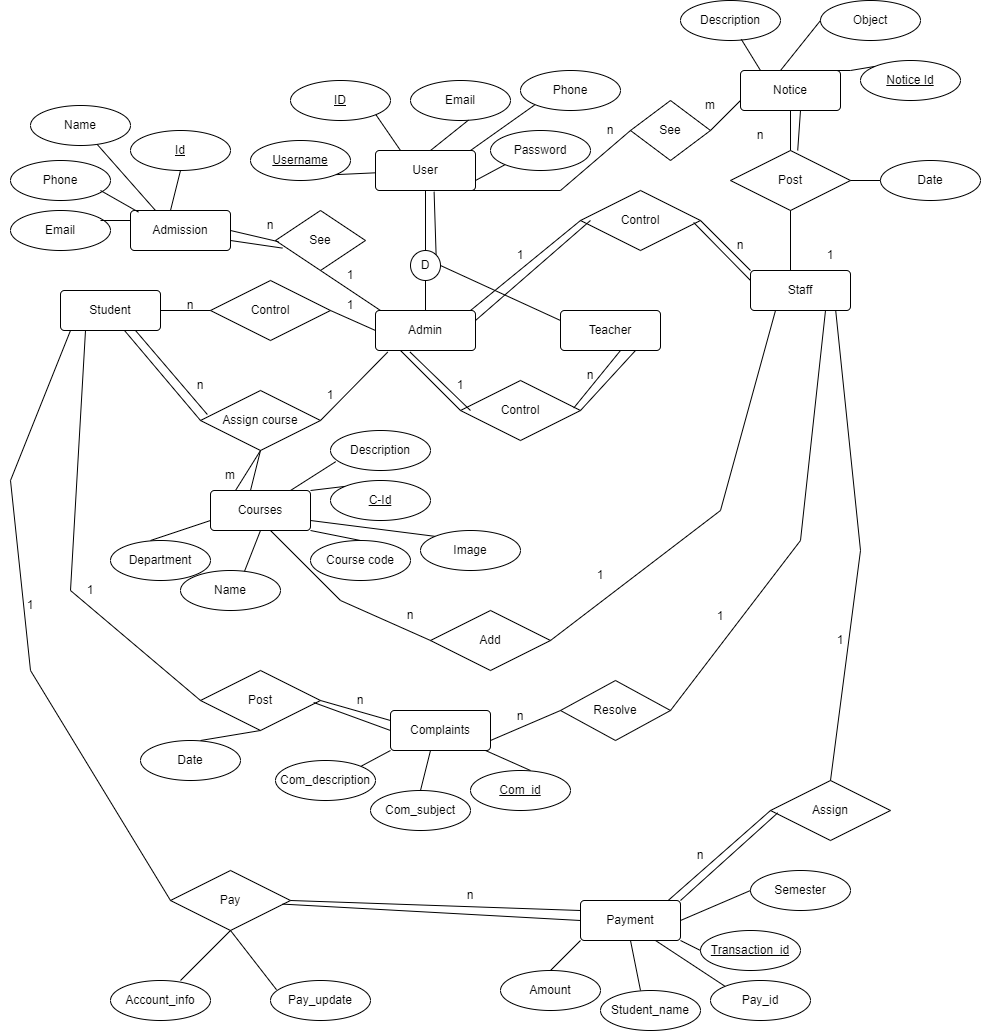 Description
Object
Notice
Notice Id
ID
Email
Phone
m
n
See
Name
Id
Username
Password
n
User
Phone
Post
Date
Email
Admission
n
See
Control
n
1
1
D
1
Staff
Student
n
Control
1
Admin
Teacher
n
1
n
1
Control
Assign course
m
Description
C-Id
Courses
Department
Name
Course code
Image
1
n
Add
1
1
1
1
Post
n
Complaints
n
Resolve
Date
Com_description
Com_subject
Com_id
Assign
n
Pay
n
Payment
Semester
Transaction_id
Account_info
Pay_update
Amount
Student_name
Pay_id